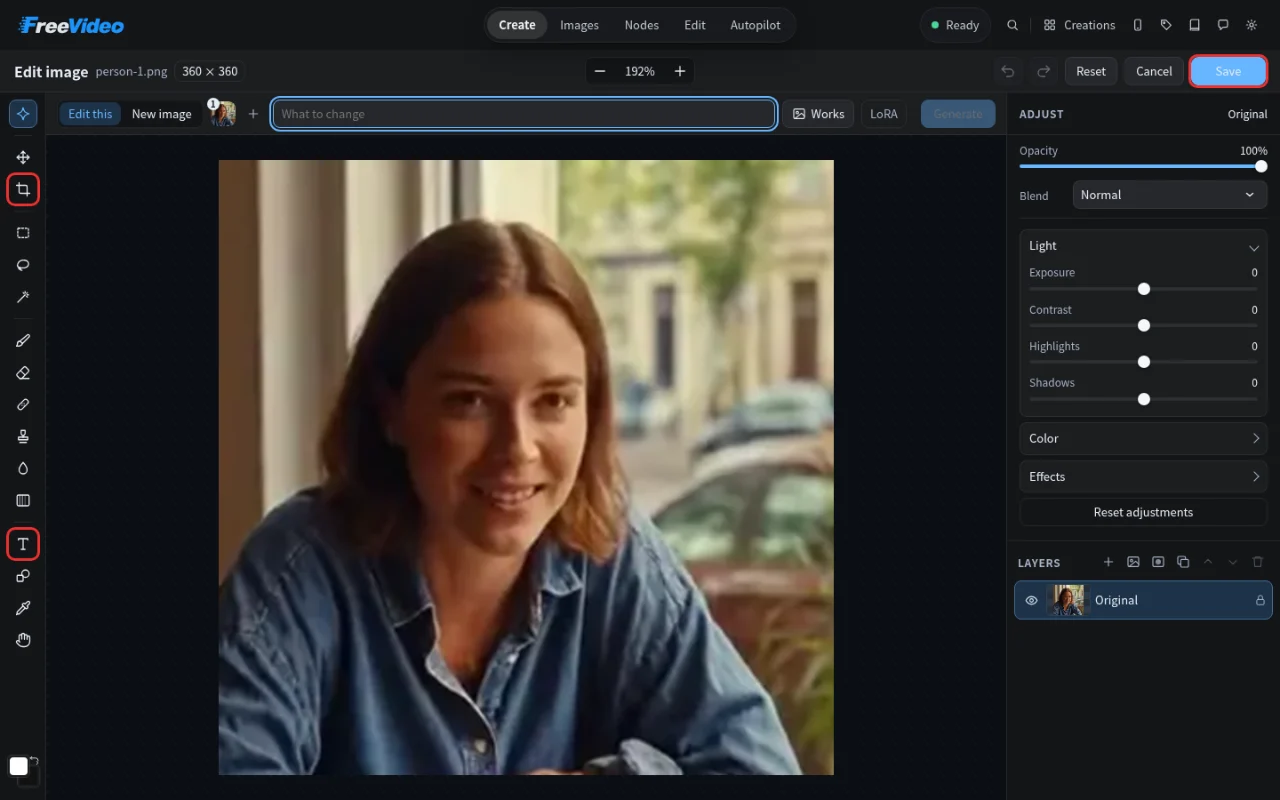 FreeVideo
Create Images Nodes Edit Autopilot
Ready
Creations
Edit image person-1.png 360 × 360
192%
Reset Cancel Save
Edit this New image 1
What to change
Works LoRA Generate
ADJUST Original
Opacity 100%
Blend Normal
Light
Exposure 0
Contrast 0
Highlights 0
Shadows 0
Color
Effects
Reset adjustments
LAYERS
Original